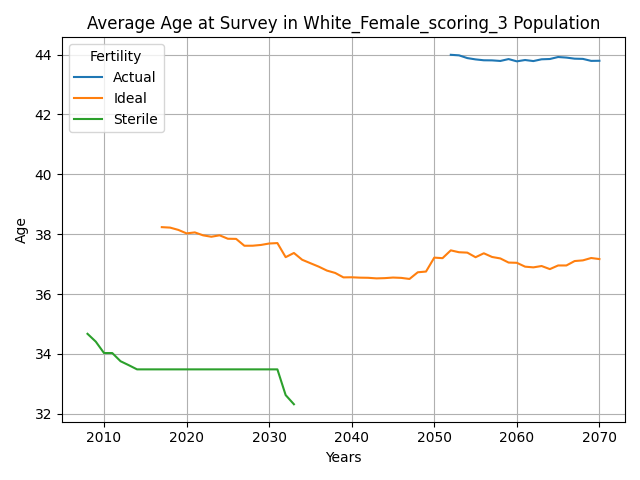 Average Age at Survey in White_Female_scoring_3 Population
Fertility
Actual
Ideal
Sterile
44
42
40
38
36
34
32
Age
2010
2020
2030
2040
2050
2060
2070
Years